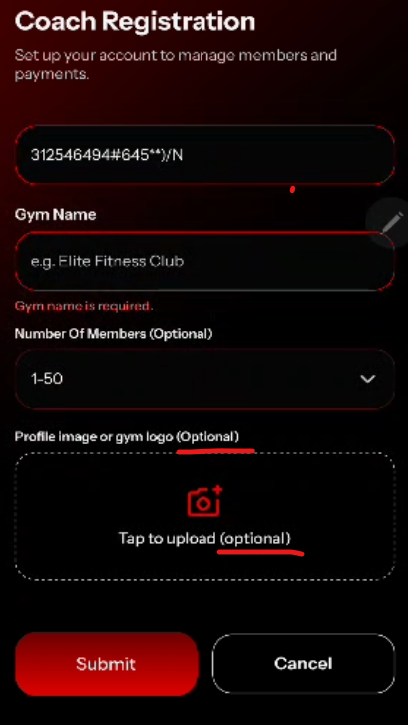 Coach Registration
Set up your account to manage members and
payments.
312546494#645**)/N
Gym Name
e.g. Elite Fitness Club
Gym name is required.
Number Of Members (Optional)
1-50
Profile image or gym logo (Optional)
Tap to upload (optional)
Submit
Cancel